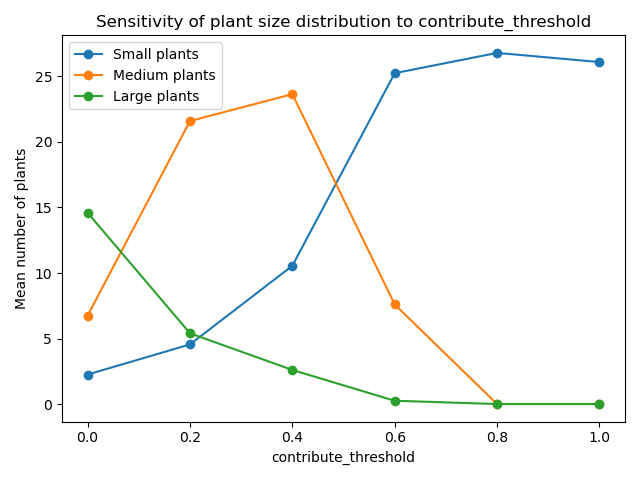 Sensitivity of plant size distribution to contribute_threshold
Small plants
Medium plants
Large plants
Mean number of plants
25
20
15
10
5
0
0.0 0.2 0.4 0.6 0.8 1.0
contribute_threshold